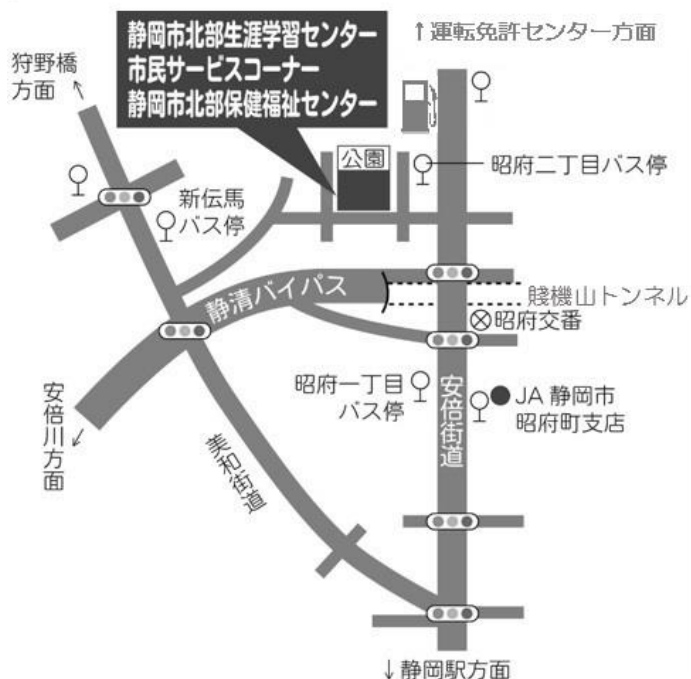 静岡市北部生涯学習センター
市民サービスコーナー
静岡市北部保健福祉センター
↑運転免許センター方面
狩野橋
方面
公園
昭府二丁目バス停
新伝馬
バス停
静清バイパス
賤機山トンネル
昭府交番
昭府一丁目
バス停
安倍街道
JA 静岡市
昭府町支店
安倍川方面
美和街道
↓静岡駅方面